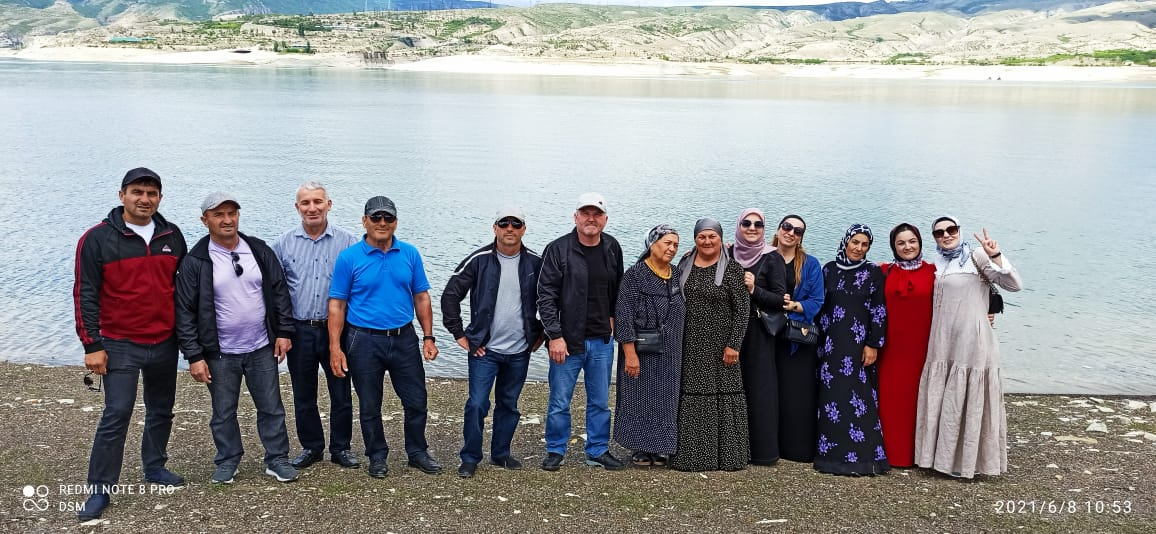 REDMI NOTE 8 PRO
DSM
2021/6/8 10:53